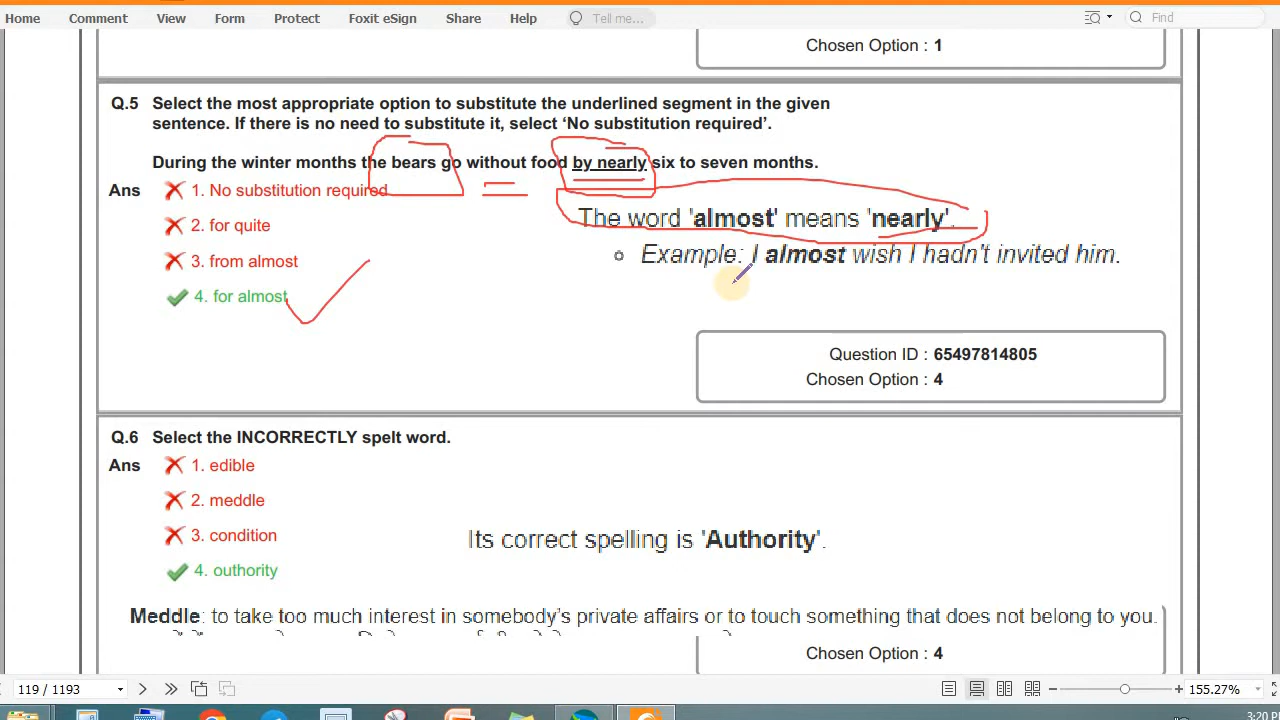 Home Comment View Form Protect Foxit eSign Share Help Tell me... Find
Chosen Option : 1
Q.5 Select the most appropriate option to substitute the underlined segment in the given
sentence. If there is no need to substitute it, select ‘No substitution required’.
During the winter months the bears go without food by nearly six to seven months.
Ans 1. No substitution required
2. for quite
The word 'almost' means 'nearly'.
3. from almost
Example: I almost wish I hadn't invited him.
4. for almost
Question ID : 65497814805
Chosen Option : 4
Q.6 Select the INCORRECTLY spelt word.
Ans 1. edible
2. meddle
3. condition
Its correct spelling is 'Authority'.
4. outhority
Meddle: to take too much interest in somebody's private affairs or to touch something that does not belong to you.
Chosen Option : 4
119 / 1193 155.27%
3:20 P